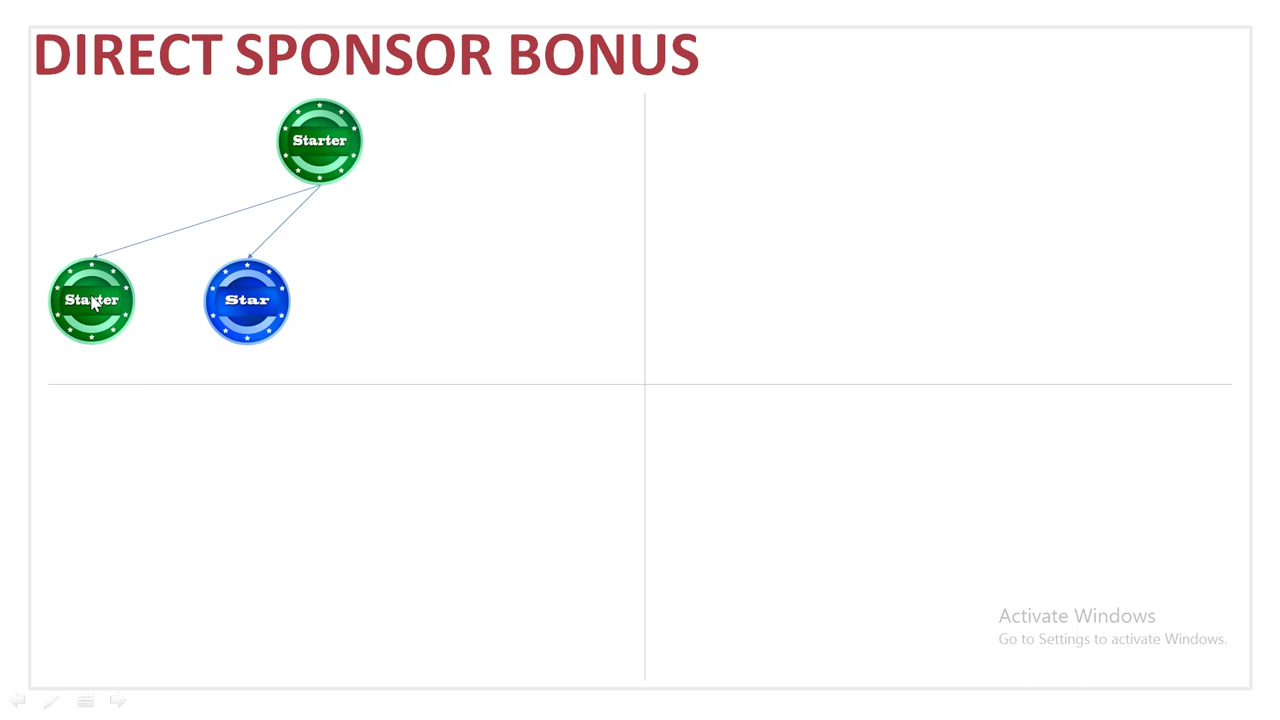 DIRECT SPONSOR BONUS
Starter
Starter
Star
Activate Windows
Go to Settings to activate Windows.